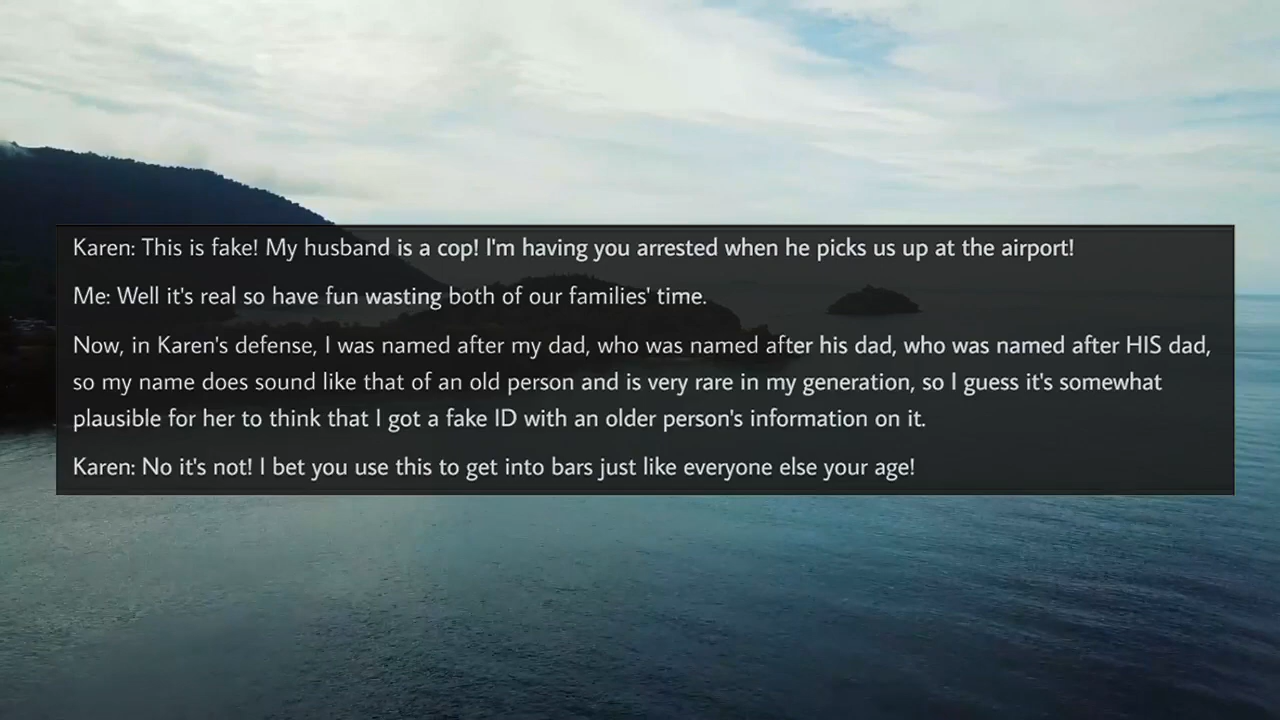 Karen: This is fake! My husband is a cop! I'm having you arrested when he picks us up at the airport!
Me: Well it's real so have fun wasting both of our families' time.
Now, in Karen's defense, I was named after my dad, who was named after his dad, who was named after HIS dad,
so my name does sound like that of an old person and is very rare in my generation, so I guess it's somewhat
plausible for her to think that I got a fake ID with an older person's information on it.
Karen: No it's not! I bet you use this to get into bars just like everyone else your age!